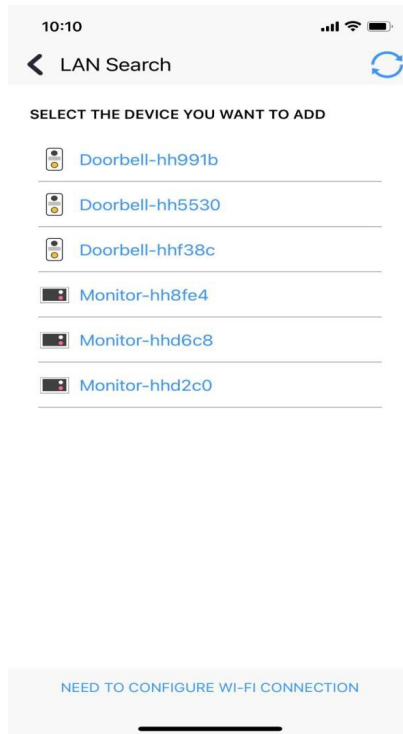 10:10
LAN Search
SELECT THE DEVICE YOU WANT TO ADD
Doorbell-hh991b
Doorbell-hh5530
Doorbell-hhf38c
Monitor-hh8fe4
Monitor-hhd6c8
Monitor-hhd2c0
NEED TO CONFIGURE WI-FI CONNECTION